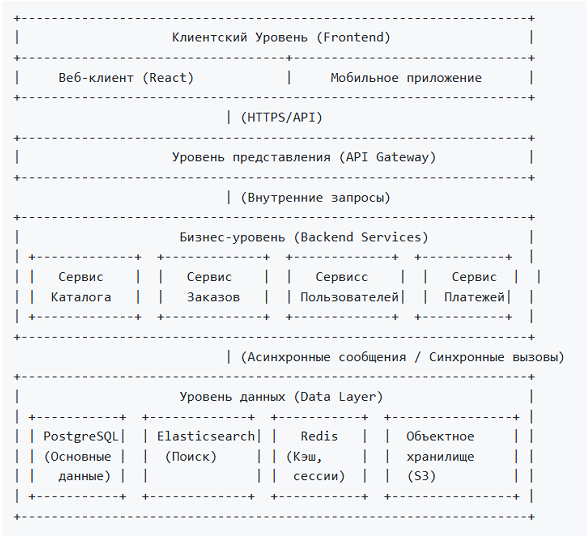 Клиентский Уровень (Frontend)
Веб-клиент (React) | Мобильное приложение
| (HTTPS/API)
Уровень представления (API Gateway)
| (Внутренние запросы)
Бизнес-уровень (Backend Services)
| | Сервис | | Сервис | | Сервисс | | Сервис | |
| | Каталога | | Заказов | | Пользователей| | Платежей| |
| (Асинхронные сообщения / Синхронные вызовы)
Уровень данных (Data Layer)
| | PostgreSQL| | Elasticsearch| | Redis | | Объектное | |
| | (Основные | | (Поиск) | | (Кэш, | | хранилище | |
| | данные) | | | | сессии) | | (S3) | |